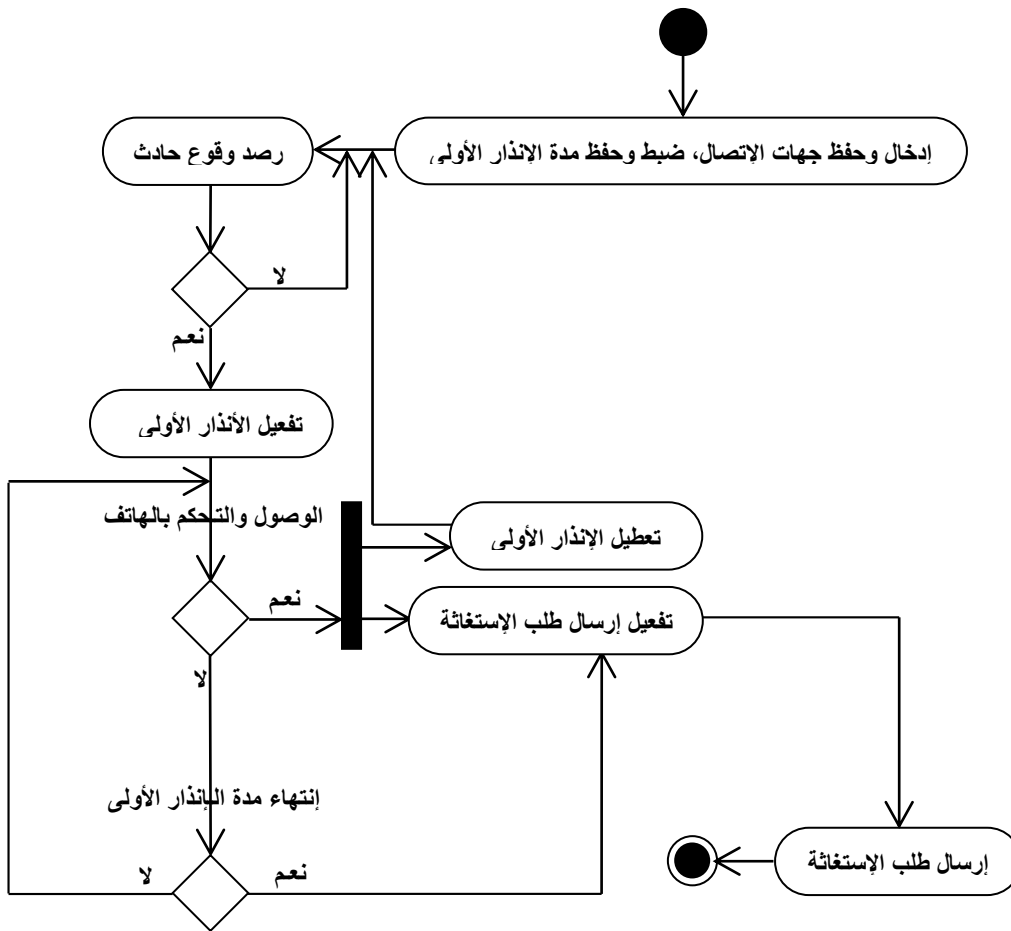 إدخال وحفظ جهات الإتصال، ضبط وحفظ مدة الإنذار الأولى
رصد وقوع حادث
لا
نعم
تفعيل الأنذار الأولى
الوصول والتحكم بالهاتف
تعطيل الإنذار الأولى
نعم
تفعيل إرسال طلب الإستغاثة
لا
إنتهاء مدة الإنذار الأولى
إرسال طلب الإستغاثة
نعم
لا